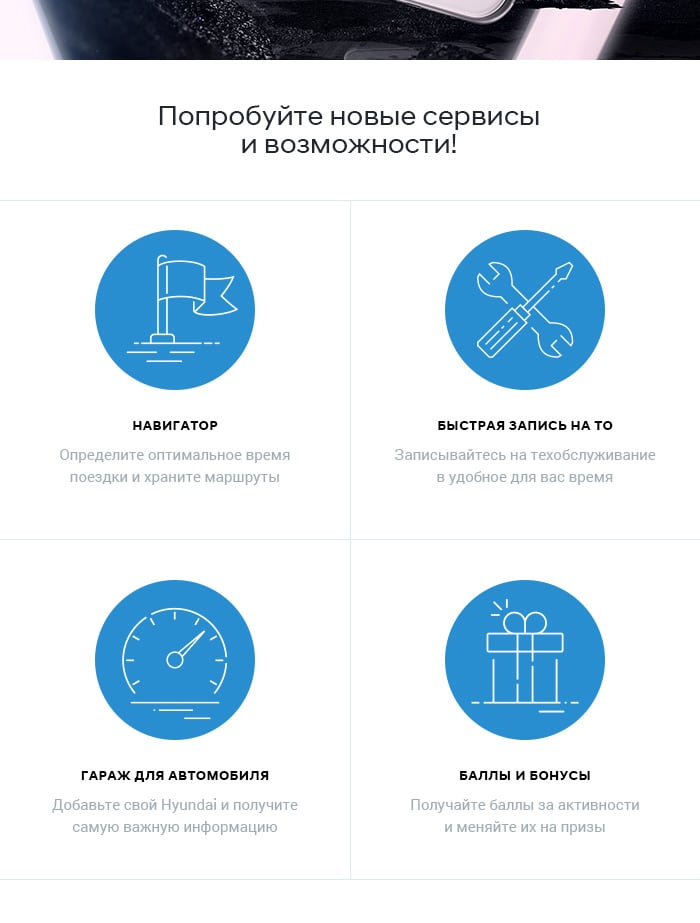 Попробуйте новые сервисы
и возможности!
НАВИГАТОР
Определите оптимальное время
поездки и храните маршруты
БЫСТРАЯ ЗАПИСЬ НА ТО
Записывайтесь на техобслуживание
в удобное для вас время
ГАРАЖ ДЛЯ АВТОМОБИЛЯ
Добавьте свой Hyundai и получите
самую важную информацию
БАЛЛЫ И БОНУСЫ
Получайте баллы за активности
и меняйте их на призы